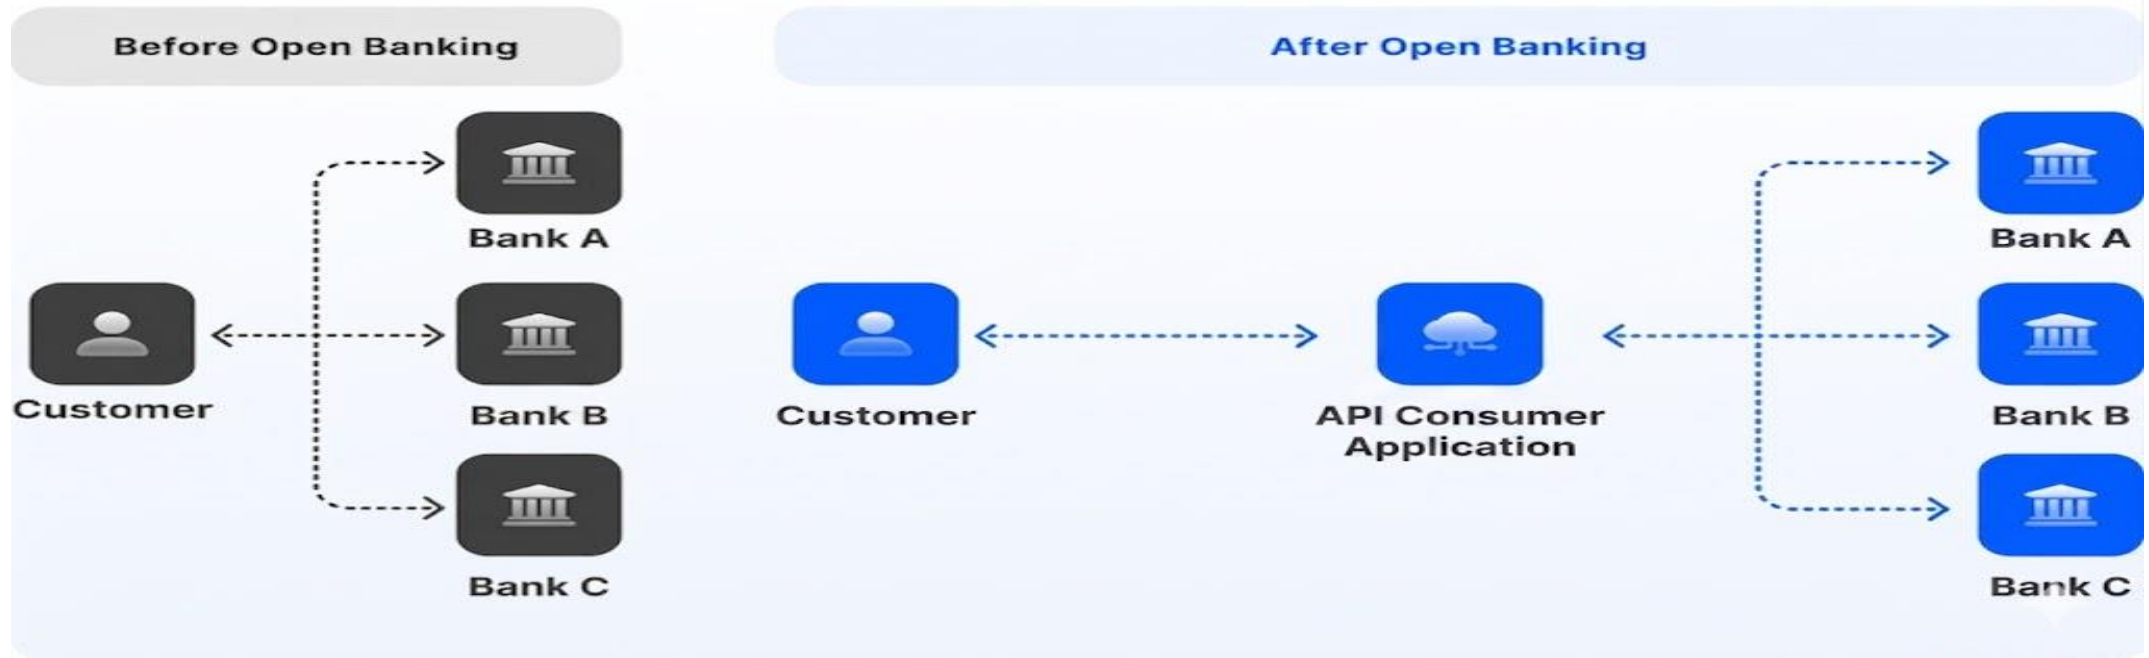 Before Open Banking
After Open Banking
Bank A
Customer
Bank B
Bank C
Customer
API Consumer
Application
Bank A
Bank B
Bank C